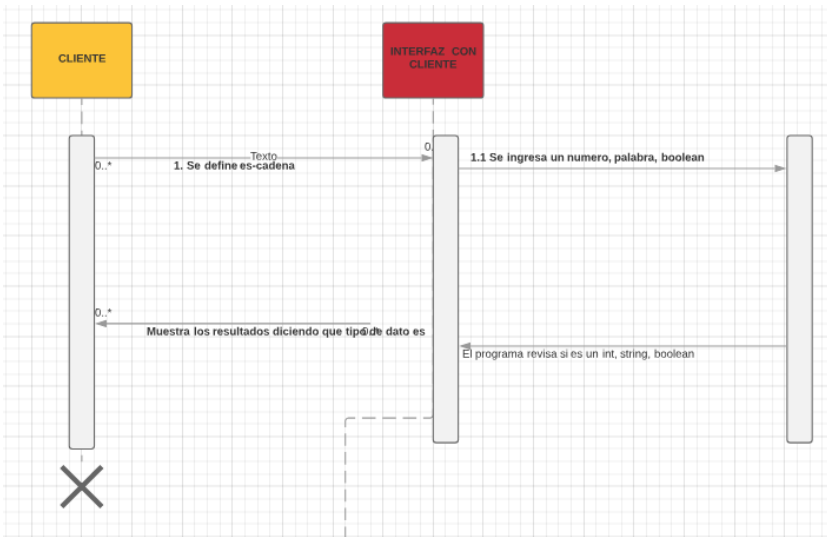 CLIENTE
INTERFAZ CON
CLIENTE
Texto
0..*
1. Se define es-cadena
0.
1.1 Se ingresa un numero, palabra, boolean
0..*
Muestra los resultados diciendo que tipo de dato es
El programa revisa si es un int, string, boolean